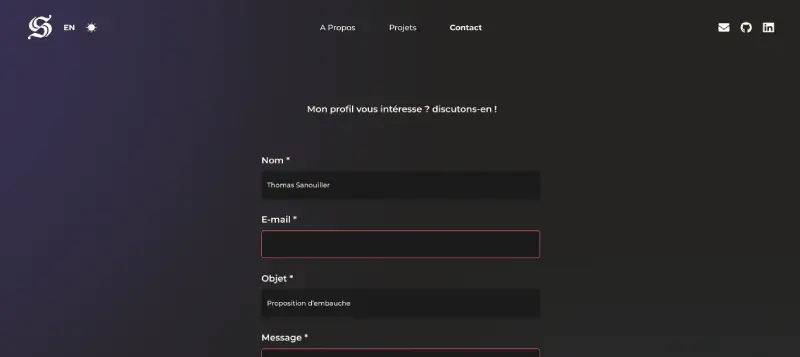 S
EN
A Propos
Projets
Contact
Mon profil vous intéresse ? discutons-en !
Nom *
Thomas Sanouiller
E-mail *
Objet *
Proposition d'embauche
Message *